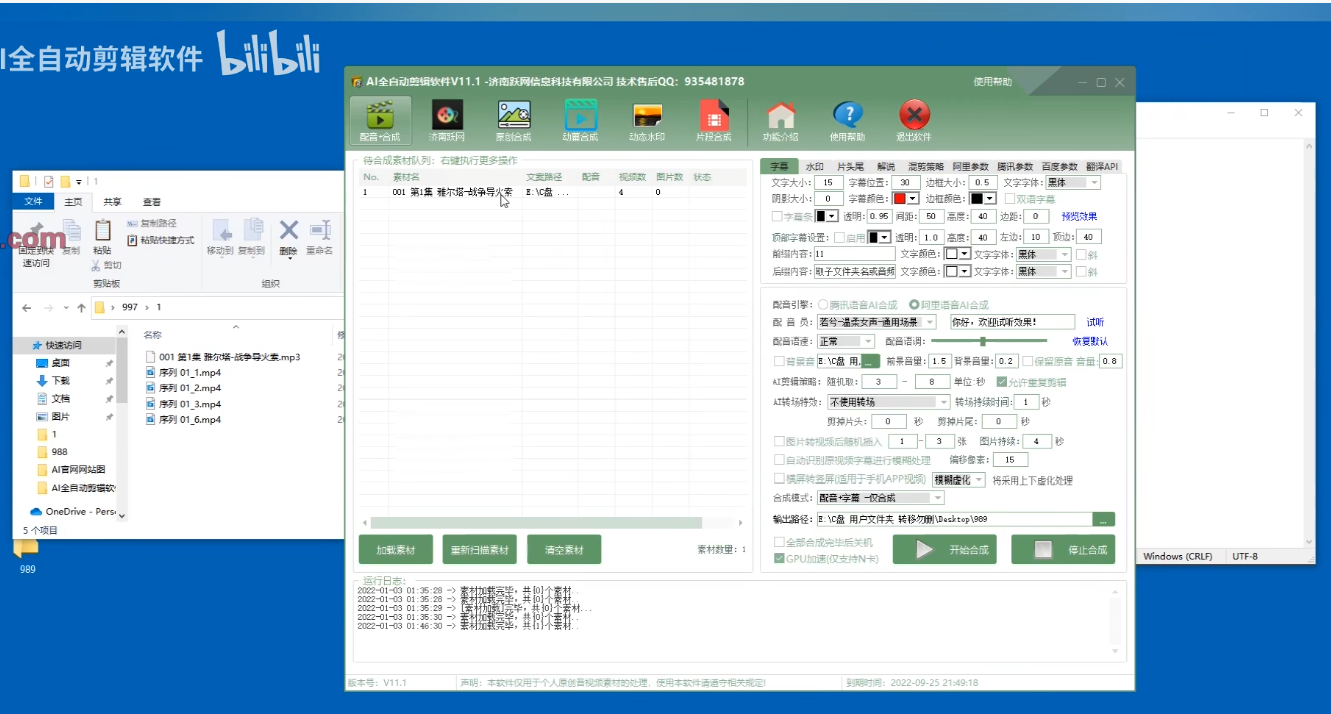 AI全自动剪辑软件 bilibili
AI全自动剪辑软件V11.1 -济南跃网信息科技有限公司 技术售后QQ：935481878
使用帮助
配音+合成 济南跃网 原创合成 动画合成 动态水印 片段合成 功能介绍 使用帮助 退出软件
待合成素材队列：右键执行更多操作
No. 素材名 文案路径 配音 视频数 图片数 状态
1 001 第1集 雅尔塔-战争导火索 E:\C盘 ... 4 0
加载素材 重新扫描素材 清空素材 素材数量：1
字幕 水印 片头尾 解说 混剪策略 阿里参数 腾讯参数 百度参数 翻译API
文字大小： 15 字幕位置： 30 边框大小： 0.5 文字字体： 黑体
阴影大小： 0 字幕颜色： 边框颜色： 双语字幕
字幕条 透明： 0.95 间距： 50 高度： 40 边距： 0 预览效果
顶部字幕设置： 启用 透明： 1.0 高度： 40 左边： 10 顶边： 40
前缀内容： 11 文字颜色： 文字字体： 黑体 斜
后缀内容： 取子文件夹名或音频 文字颜色： 文字字体： 黑体 斜
配音引擎： 腾讯语音AI合成 阿里语音AI合成
配 音 员： 若兮-温柔女声-通用场景 你好，欢迎试听效果！ 试听
配音语速： 正常 配音语调： 恢复默认
背景音 E:\C盘 用, ... 前景音量： 1.5 背景音量： 0.2 保留原音 音量： 0.8
AI剪辑策略： 随机取： 3 - 8 单位：秒 允许重复剪辑
AI转场特效： 不使用转场 转场持续时间： 1 秒
剪掉片头： 0 秒 剪掉片尾： 0 秒
图片转视频后随机插入 1 - 3 张 图片持续： 4 秒
自动识别原视频字幕进行模糊处理 偏移像素： 15
横屏转竖屏(适用于手机APP视频) 模糊虚化 将采用上下虚化处理
合成模式： 配音+字幕 -仅合成
输出路径： E:\C盘 用户文件夹 转移勿删\Desktop\989 ...
全部合成完毕后关机
GPU加速(仅支持N卡)
开始合成 停止合成
运行日志：
2022-01-03 01:35:28 -> 素材加载完毕，共{0}个素材..
2022-01-03 01:35:28 -> 素材加载完毕，共{0}个素材..
2022-01-03 01:35:29 -> [素材加载]完毕，共{0}个素材...
2022-01-03 01:35:30 -> 素材加载完毕，共{0}个素材..
2022-01-03 01:46:30 -> 素材加载完毕，共{1}个素材..
版本号：V11.1 声明：本软件仅用于个人原创音视频素材的处理，使用本软件请遵守相关规定! 到期时间：2022-09-25 21:49:18
1
文件 主页 共享 查看
.com
固定到快
速访问
复制
粘贴
复制路径
粘贴快捷方式
剪切
移动到 复制到 删除 重命名
剪贴板 组织
997 › 1
名称
快速访问
桌面
下载
文档
图片
1
988
AI官网网站图
AI全自动剪辑软
OneDrive - Pers
001 第1集 雅尔塔-战争导火索.mp3
序列 01_1.mp4
序列 01_2.mp4
序列 01_3.mp4
序列 01_6.mp4
5 个项目
989
Windows (CRLF) UTF-8